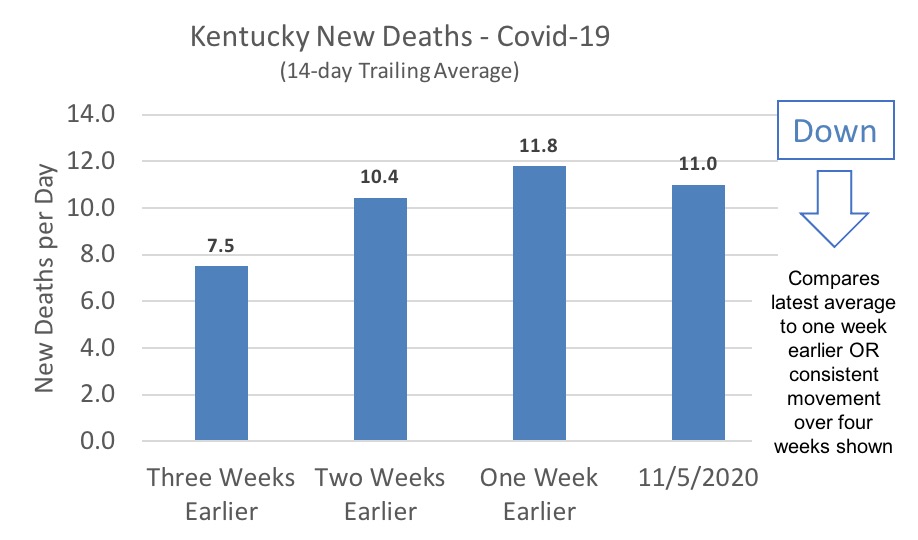 Kentucky New Deaths - Covid-19
(14-day Trailing Average)
New Deaths per Day
14.0
12.0
10.0
8.0
6.0
4.0
2.0
0.0
7.5
10.4
11.8
11.0
Three Weeks
Earlier
Two Weeks
Earlier
One Week
Earlier
11/5/2020
Down
Compares
latest average
to one week
earlier OR
consistent
movement
over four
weeks shown